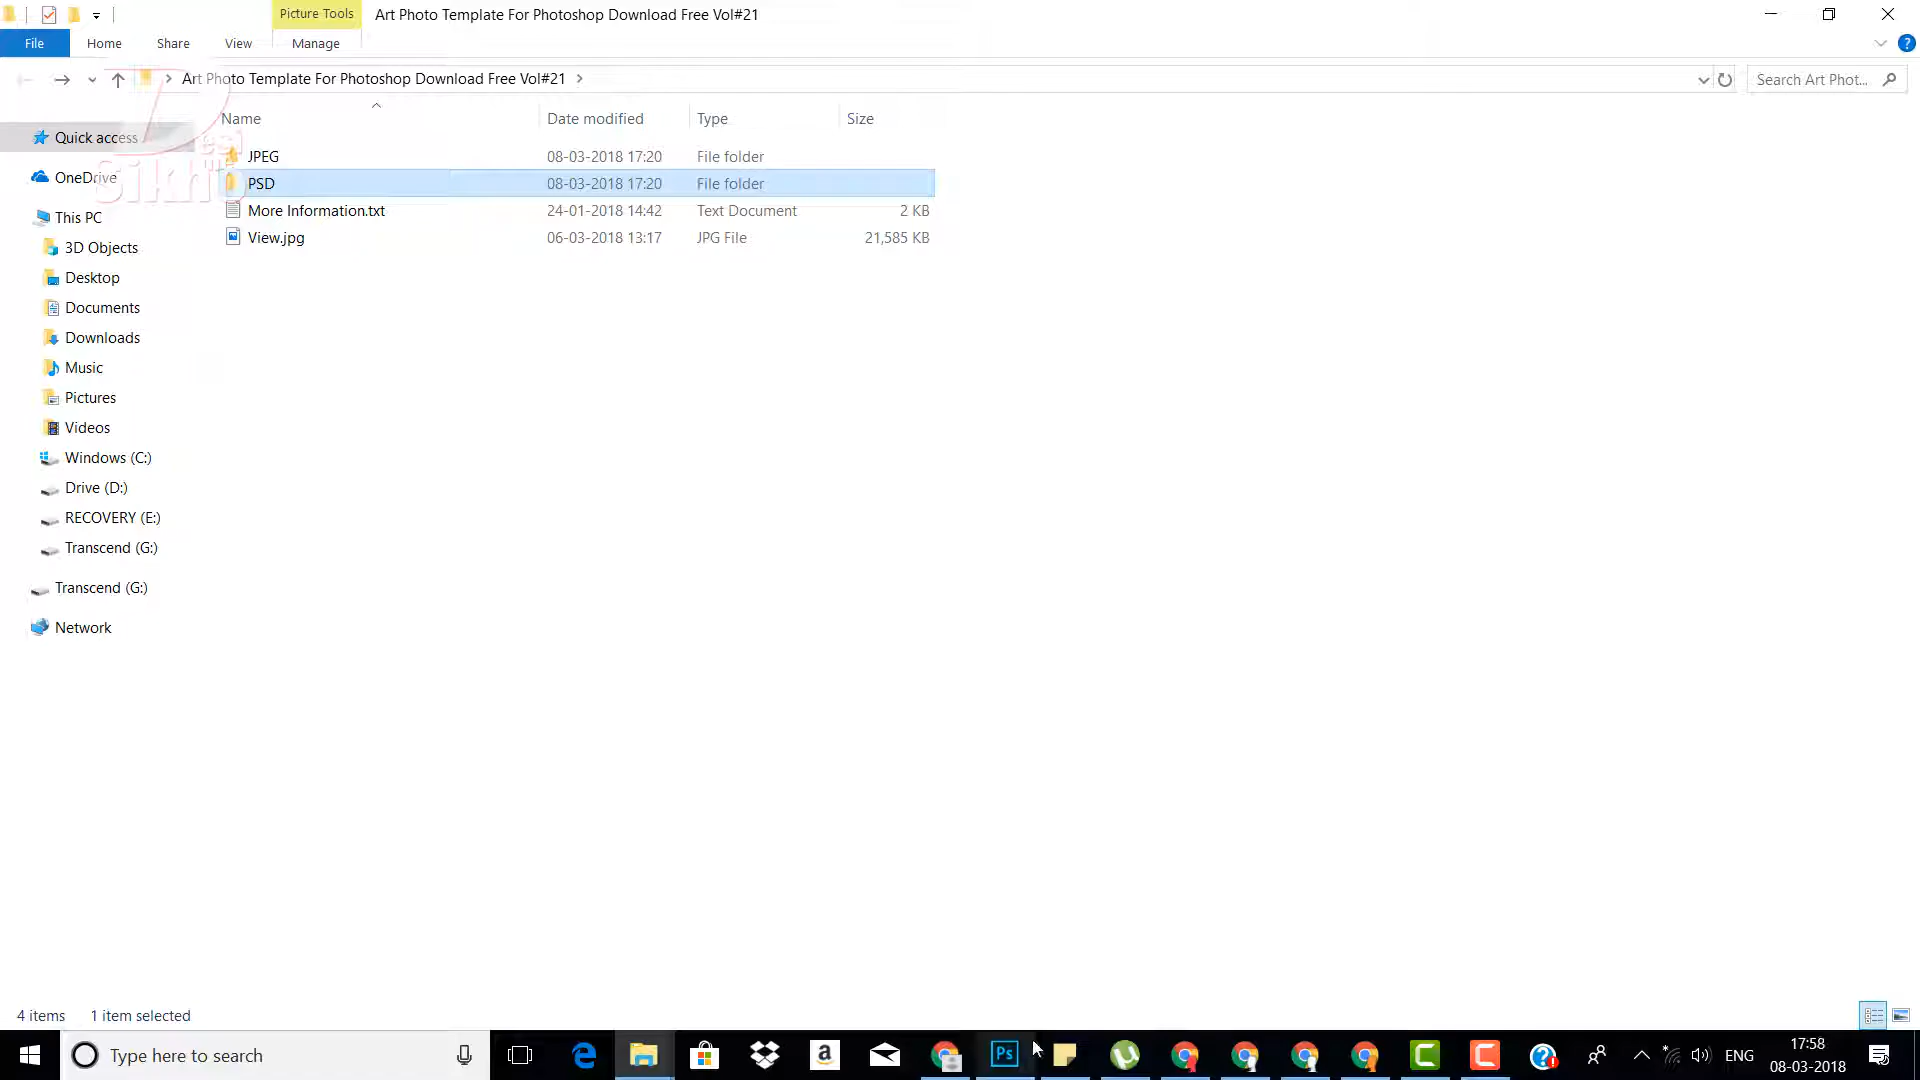 Picture Tools
Art Photo Template For Photoshop Download Free Vol#21
File
Home
Share
View
Manage
Art Photo Template For Photoshop Download Free Vol#21
Search Art Phot...
Name
Date modified
Type
Size
Quick access
OneDrive
This PC
3D Objects
Desktop
Documents
Downloads
Music
Pictures
Videos
Windows (C:)
Drive (D:)
RECOVERY (E:)
Transcend (G:)
Transcend (G:)
Network
JPEG 08-03-2018 17:20 File folder
PSD 08-03-2018 17:20 File folder
More Information.txt 24-01-2018 14:42 Text Document 2 KB
View.jpg 06-03-2018 13:17 JPG File 21,585 KB
Desi
Sikho
4 items 1 item selected
Type here to search
Ps
ENG
17:58
08-03-2018